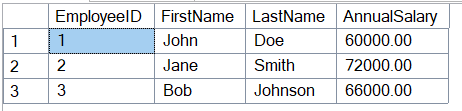 EmployeeID FirstName LastName AnnualSalary
1 1 John Doe 60000.00
2 2 Jane Smith 72000.00
3 3 Bob Johnson 66000.00